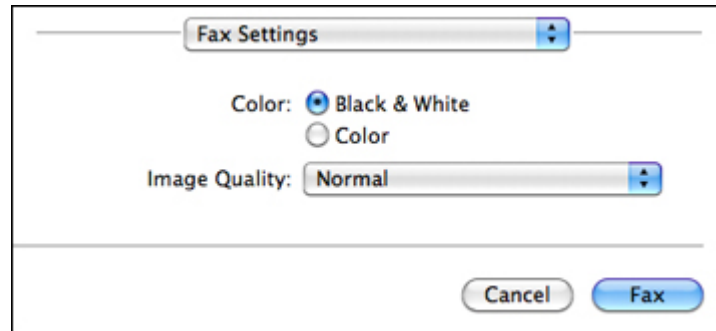 Fax Settings
Color: Black & White
Color
Image Quality: Normal
Cancel Fax